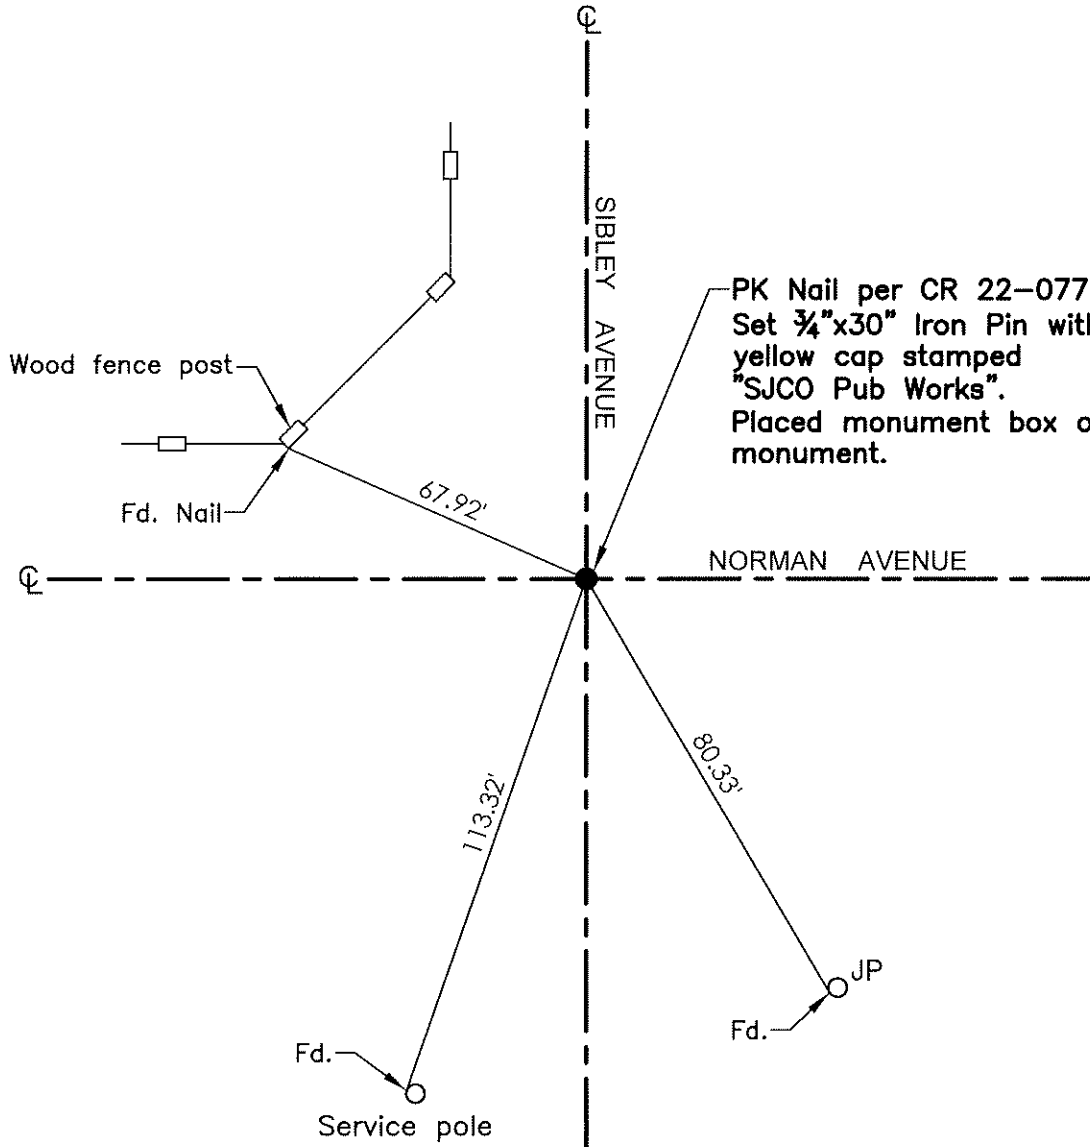 ℄
SIBLEY AVENUE
PK Nail per CR 22-077
Set ¾"x30" Iron Pin with
yellow cap stamped
"SJCO Pub Works".
Placed monument box
monument.
Wood fence post
Fd. Nail
67.92'
℄
NORMAN AVENUE
113.32'
80.33'
JP
Fd.
Fd.
Service pole